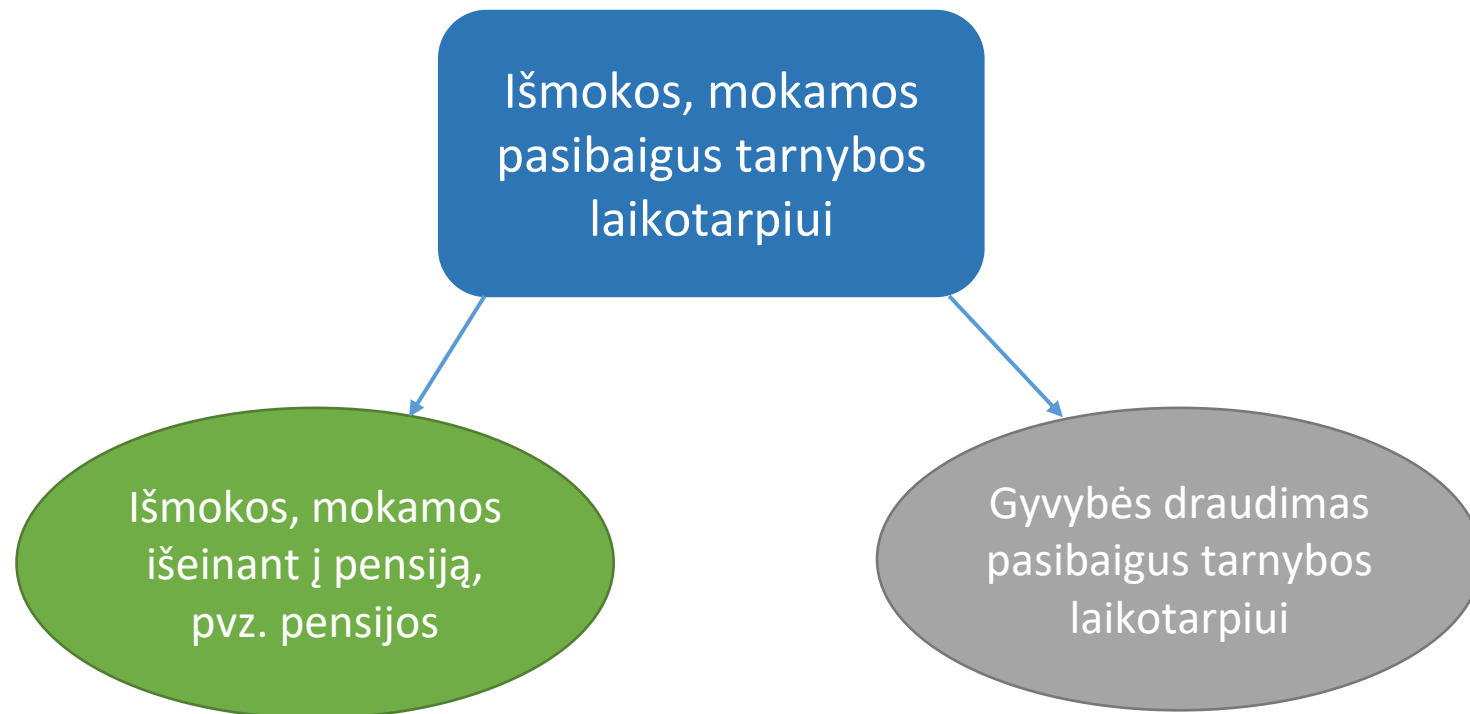 Išmokos, mokamos
pasibaigus tarnybos
laikotarpiui
Išmokos, mokamos
išeinant į pensiją,
pvz. pensijos
Gyvybės draudimas
pasibaigus tarnybos
laikotarpiui